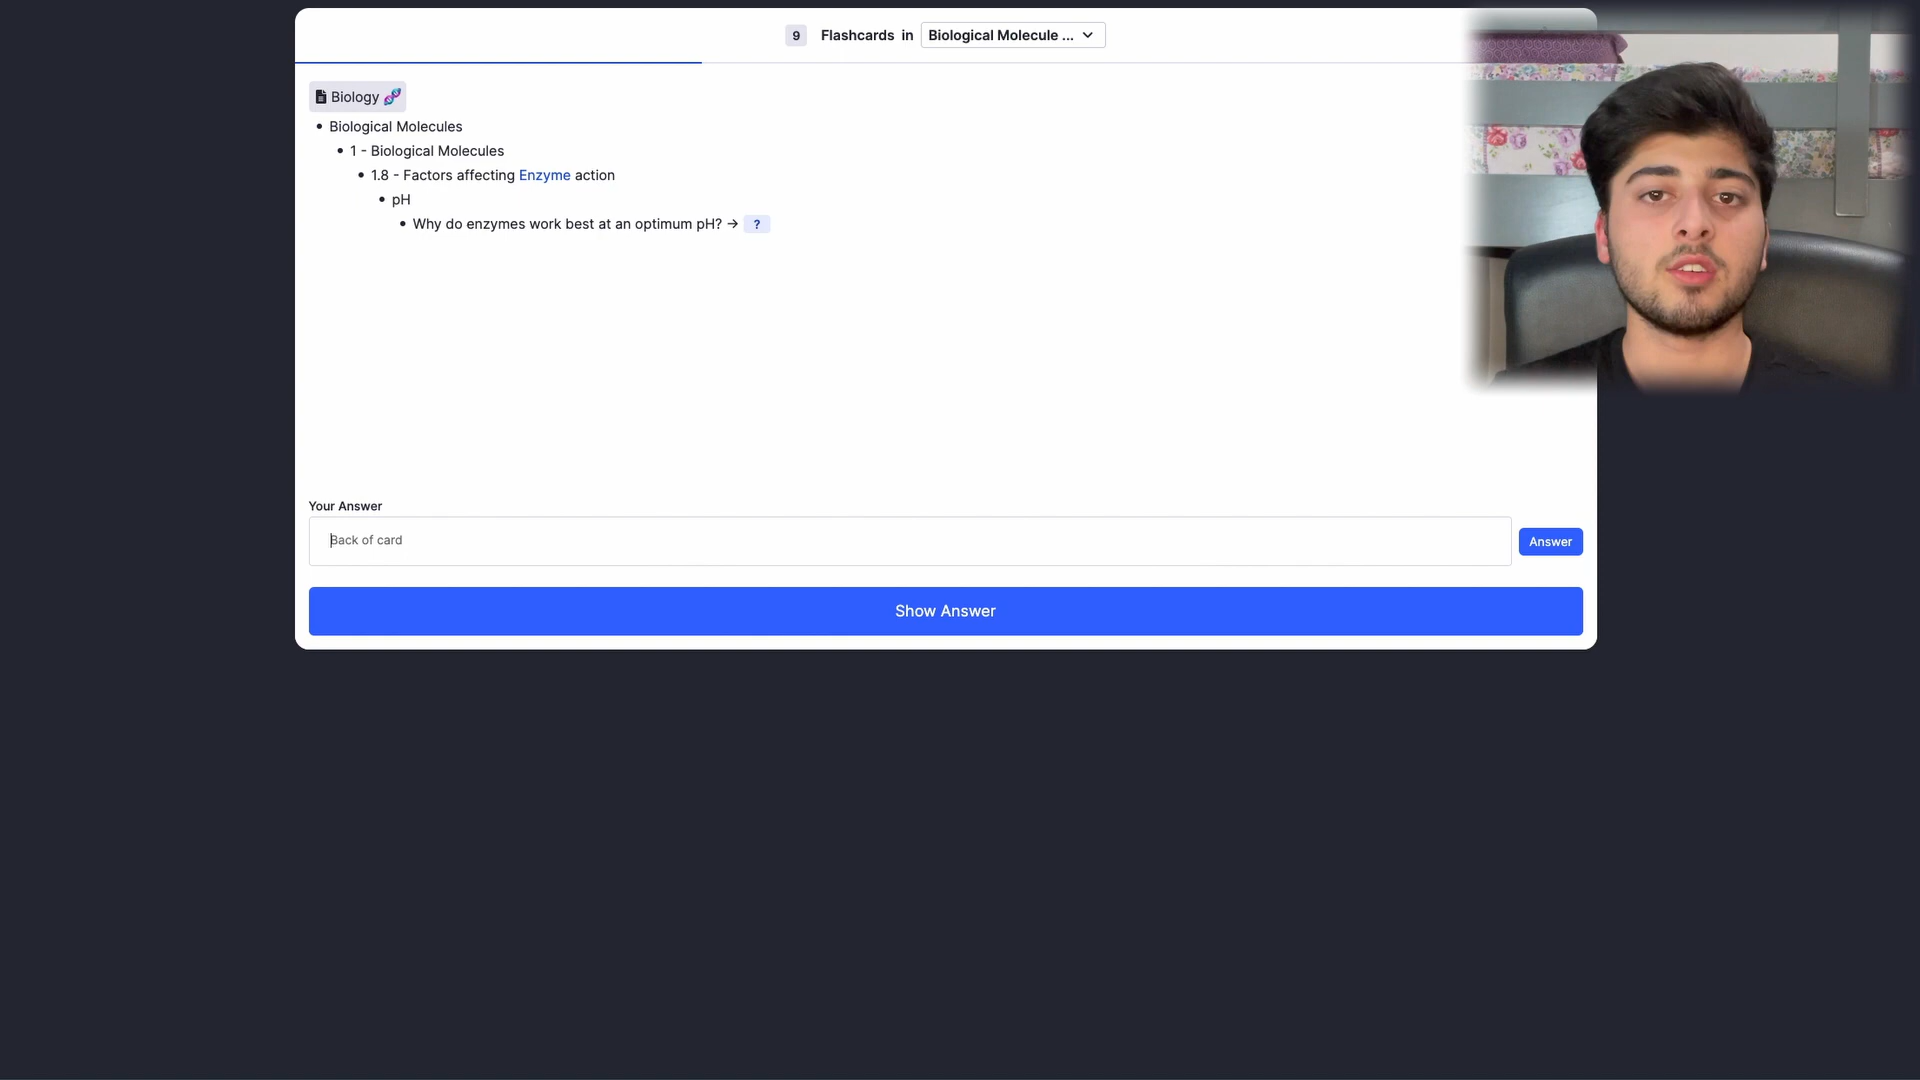 9 Flashcards in Biological Molecule ...
Biology
Biological Molecules
1 - Biological Molecules
1.8 - Factors affecting Enzyme action
pH
Why do enzymes work best at an optimum pH? → ?
Your Answer
Back of card
Answer
Show Answer